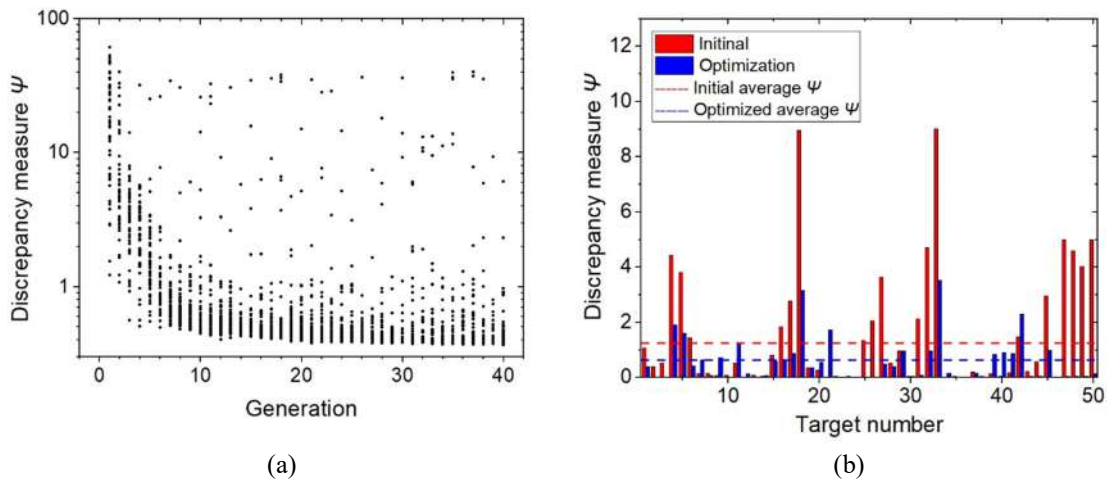 100
10
1
0
10
20
30
40
Discrepancy measure Ψ
Generation
(a)
12
10
8
6
4
2
0
10
20
30
40
50
Discrepancy measure Ψ
Target number
Initinal
Optimization
Initial average Ψ
Optimized average Ψ
(b)